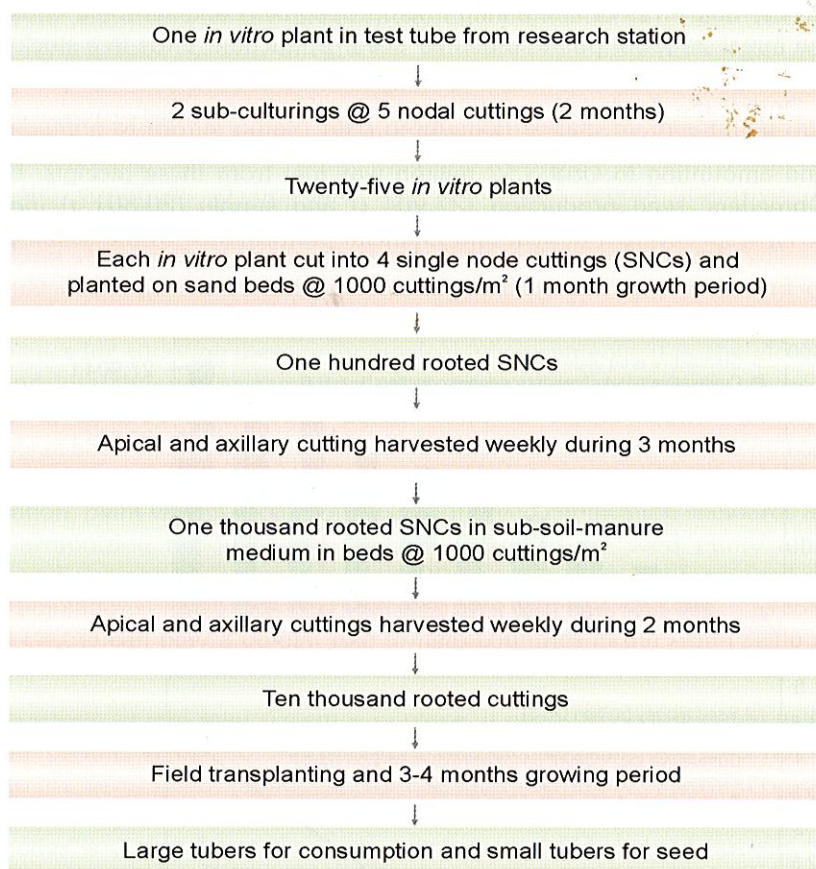 One in vitro plant in test tube from research station
2 sub-culturings @ 5 nodal cuttings (2 months)
Twenty-five in vitro plants
Each in vitro plant cut into 4 single node cuttings (SNCs) and
planted on sand beds @ 1000 cuttings/m²  (1 month growth period)
One hundred rooted SNCs
Apical and axillary cutting harvested weekly during 3 months
One thousand rooted SNCs in sub-soil-manure
medium in beds @ 1000 cuttings/m²
Apical and axillary cuttings harvested weekly during 2 months
Ten thousand rooted cuttings
Field transplanting and 3-4 months growing period
Large tubers for consumption and small tubers for seed